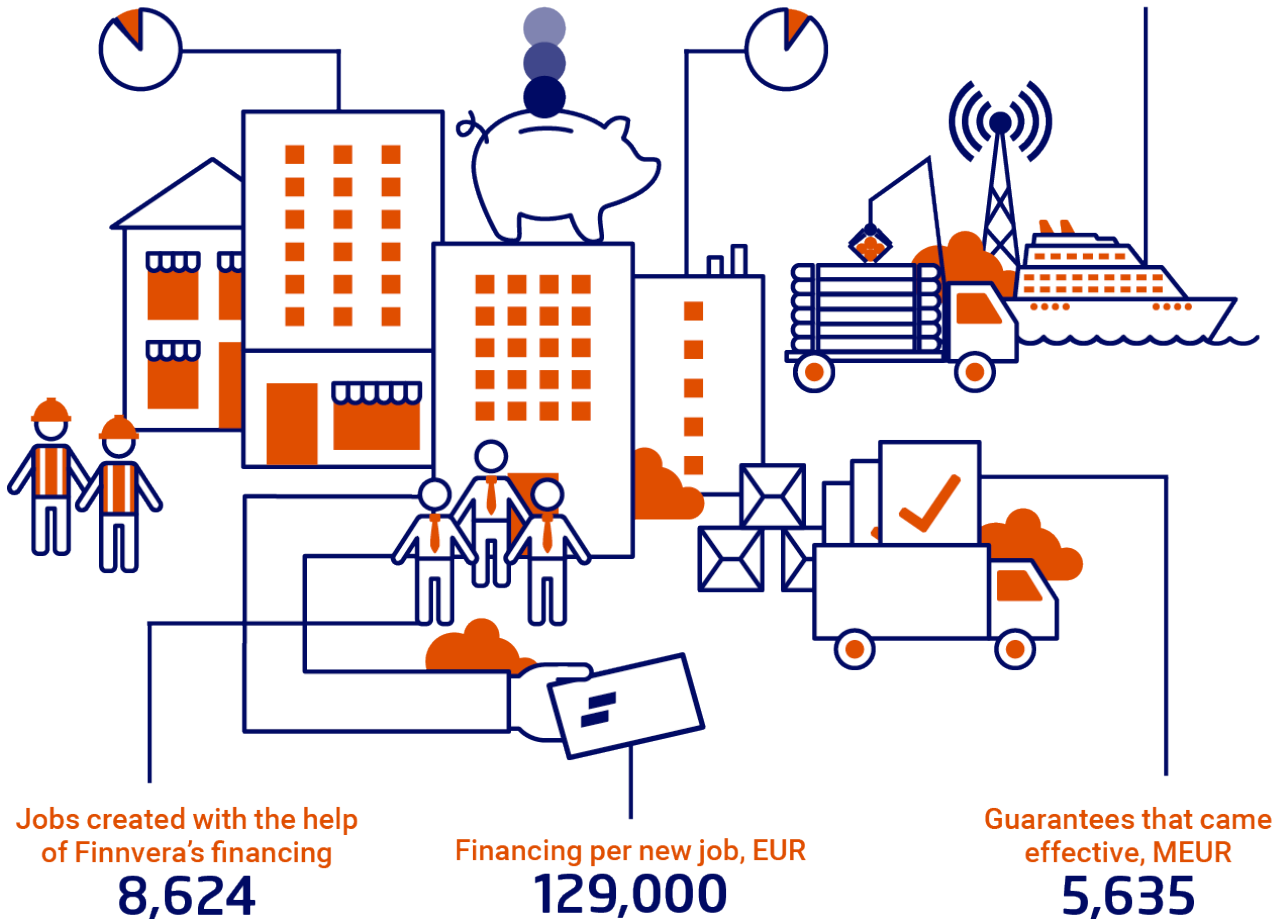 Jobs created with the help
of Finnvera's financing
8,624
Financing per new job, EUR
129,000
Guarantees that came
effective, MEUR
5,635